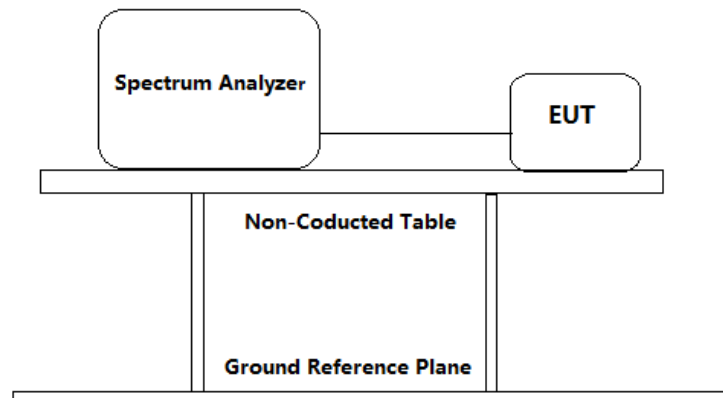 Spectrum Analyzer
EUT
Non-Coducted Table
Ground Reference Plane